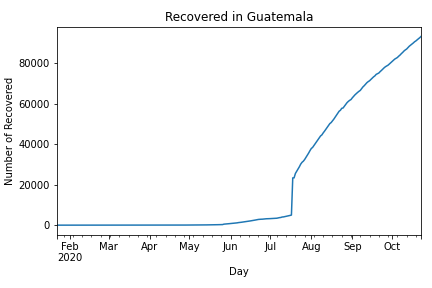 Recovered in Guatemala
Number of Recovered
80000
60000
40000
20000
0
Feb Mar Apr May Jun Jul Aug Sep Oct
2020
Day